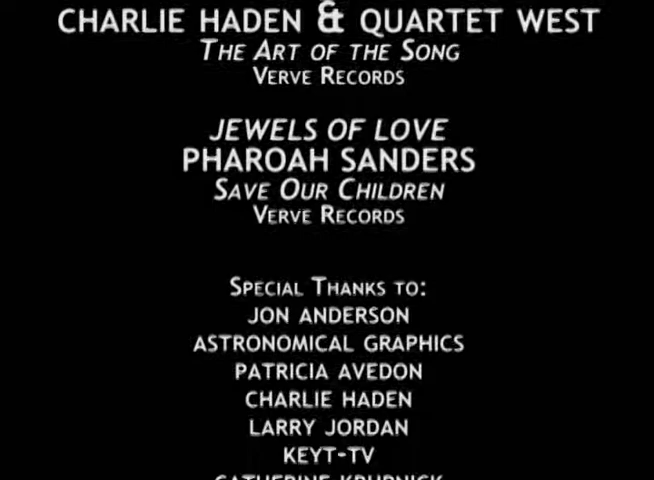 CHARLIE HADEN & QUARTET WEST
THE ART OF THE SONG
VERVE RECORDS
JEWELS OF LOVE
PHAROAH SANDERS
SAVE OUR CHILDREN
VERVE RECORDS
SPECIAL THANKS TO:
JON ANDERSON
ASTRONOMICAL GRAPHICS
PATRICIA AVEDON
CHARLIE HADEN
LARRY JORDAN
KEYT-TV
CATHERINE